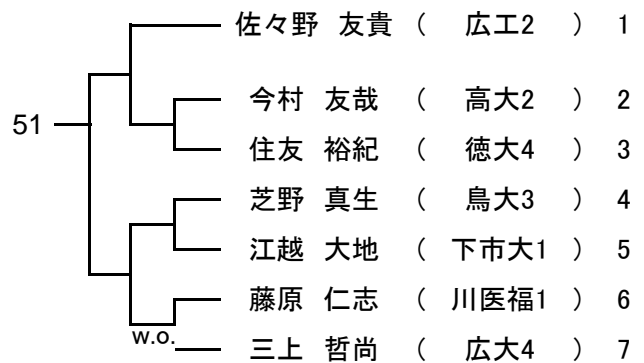 佐々野 友貴 ( 広工2 ) 1
今村 友哉 ( 高大2 ) 2
51
住友 裕紀 ( 徳大4 ) 3
芝野 真生 ( 鳥大3 ) 4
江越 大地 ( 下市大1 ) 5
藤原 仁志 ( 川医福1 ) 6
w.o.
三上 哲尚 ( 広大4 ) 7